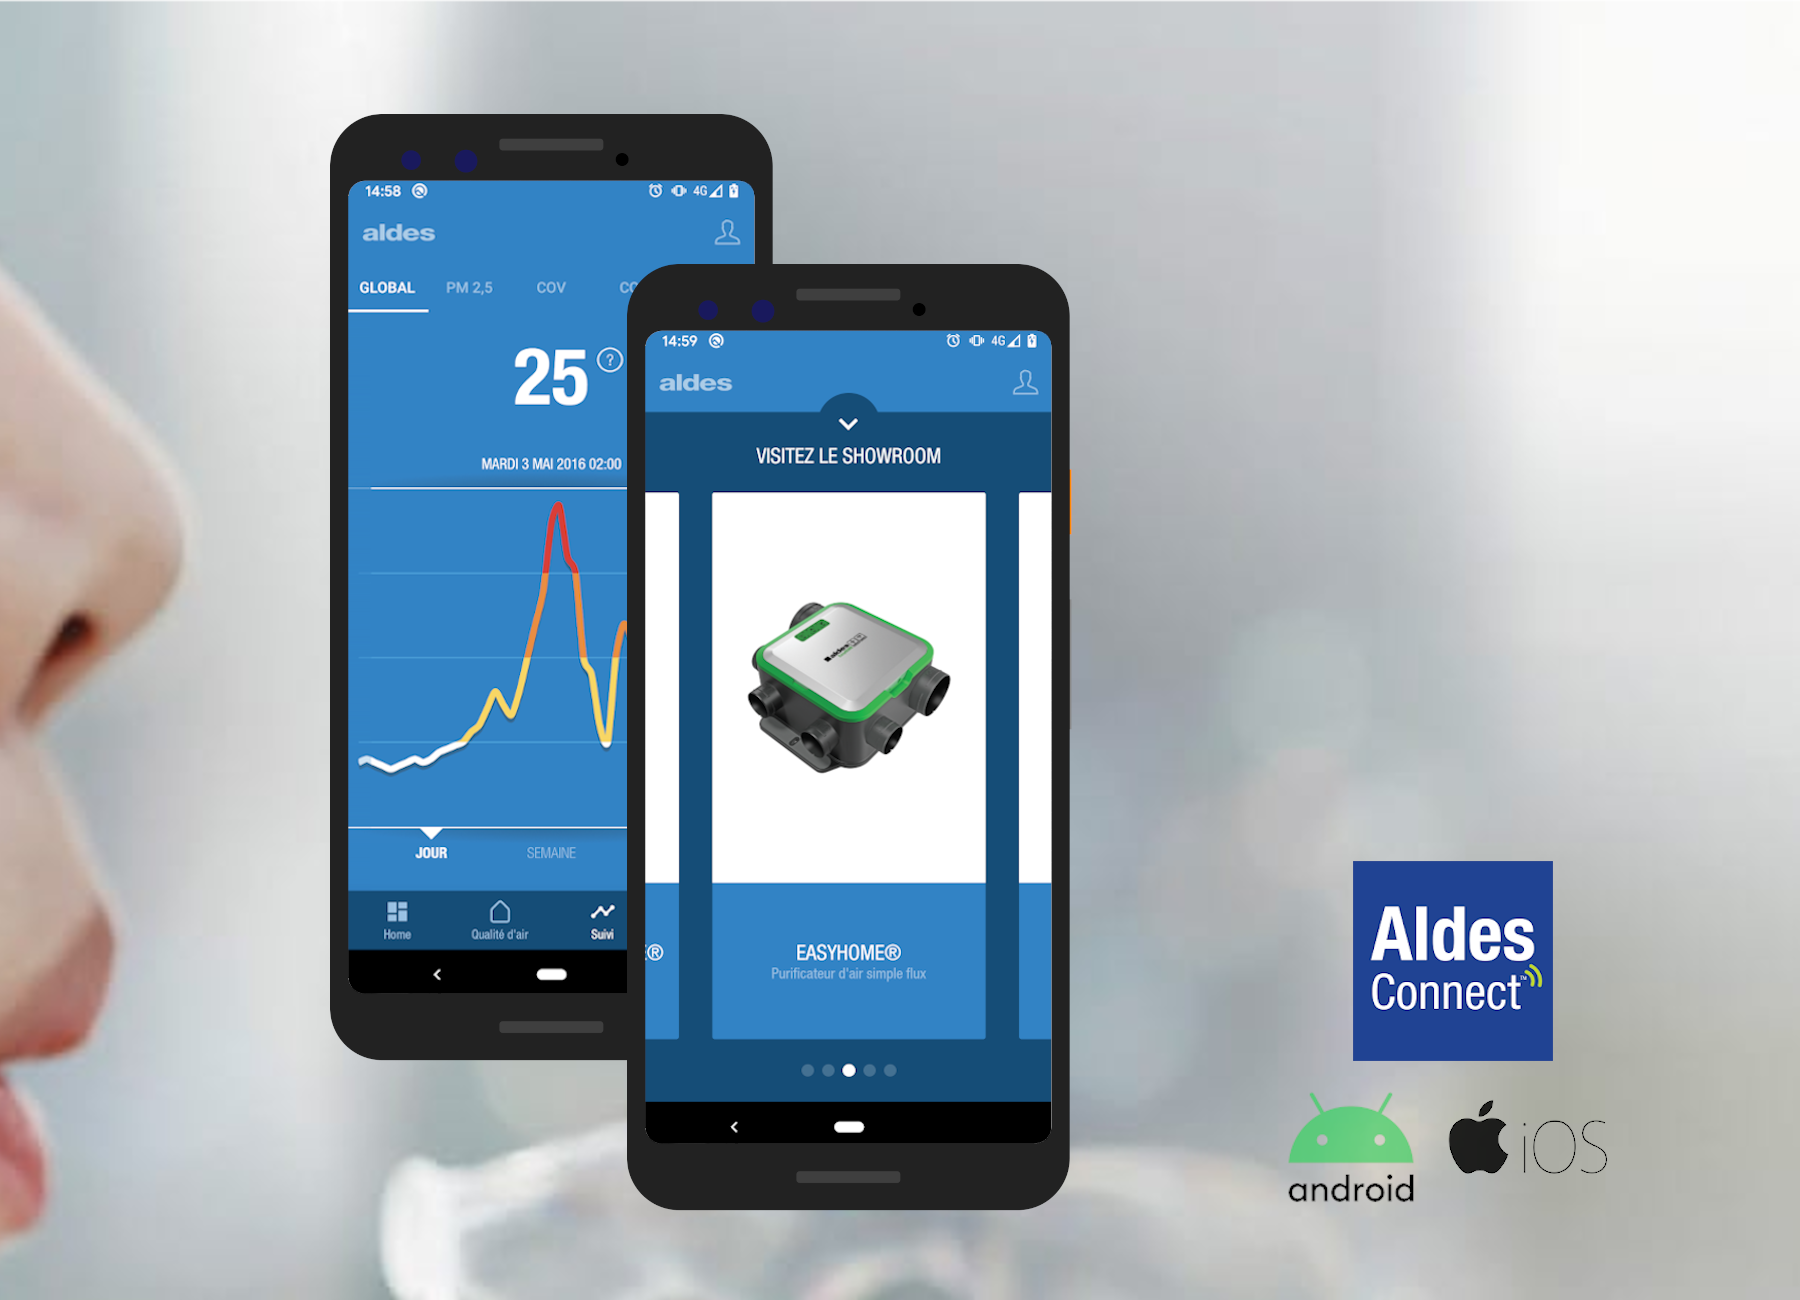 14:58
4G
aldes
GLOBAL PM 2,5 COV
25
?
MARDI 3 MAI 2016 02:00
JOUR SEMAINE
Home Qualité d'air Suivi
14:59
4G
aldes
VISITEZ LE SHOWROOM
aldes
®
EASYHOME®
Purificateur d'air simple flux
Aldes
Connect™
android
iOS